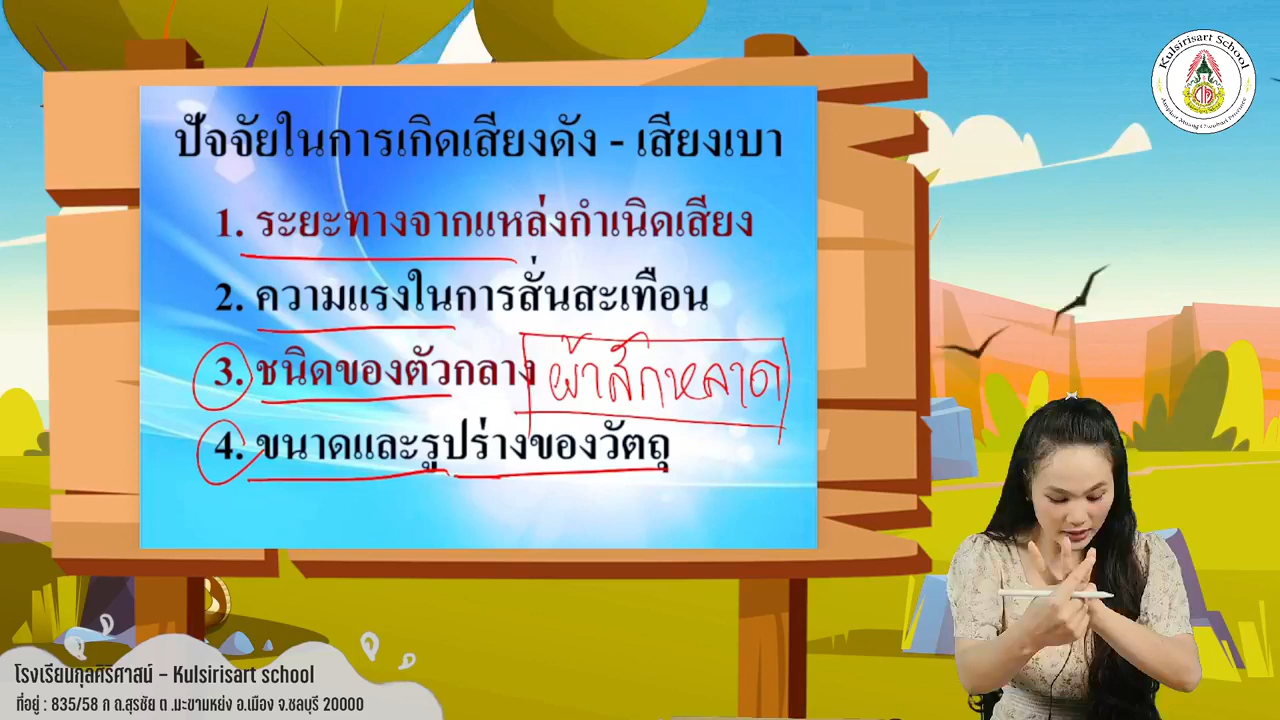 ปัจจัยในการเกิดเสียงดัง - เสียงเบา
1. ระยะทางจากแหล่งกำเนิดเสียง
2. ความแรงในการสั่นสะเทือน
3. ชนิดของตัวกลาง ผ้าสักหลาด
4. ขนาดและรูปร่างของวัตถุ
Kulsirisart School
โรงเรียนกุลศิริศาสน์ - Kulsirisart school
ที่อยู่ : 835/58 ก ถ.สุรชัย ต .มะขามหย่ง อ.เมือง จ.ชลบุรี 20000